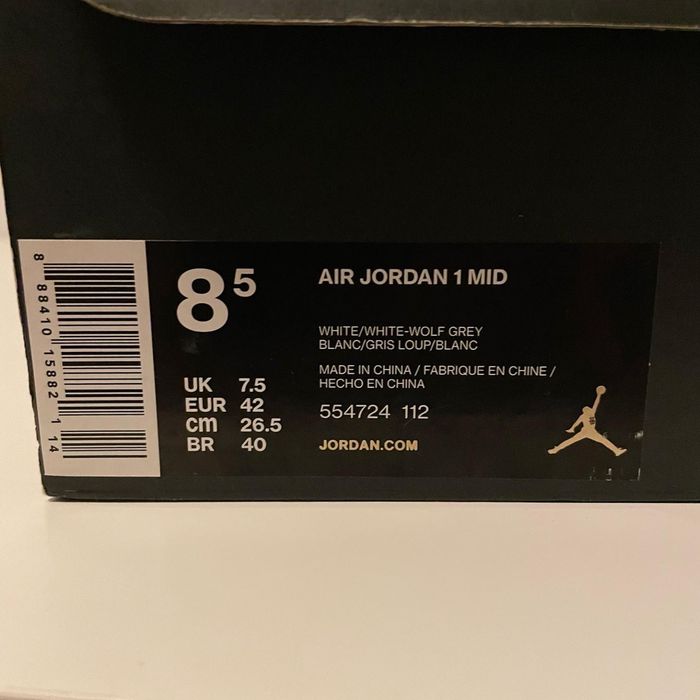 8 88410 15882 1 14
8 5
UK 7.5
EUR 42
cm 26.5
BR 40
AIR JORDAN 1 MID
WHITE/WHITE-WOLF GREY
BLANC/GRIS LOUP/BLANC
MADE IN CHINA / FABRIQUE EN CHINE /
HECHO EN CHINA
554724 112
JORDAN.COM